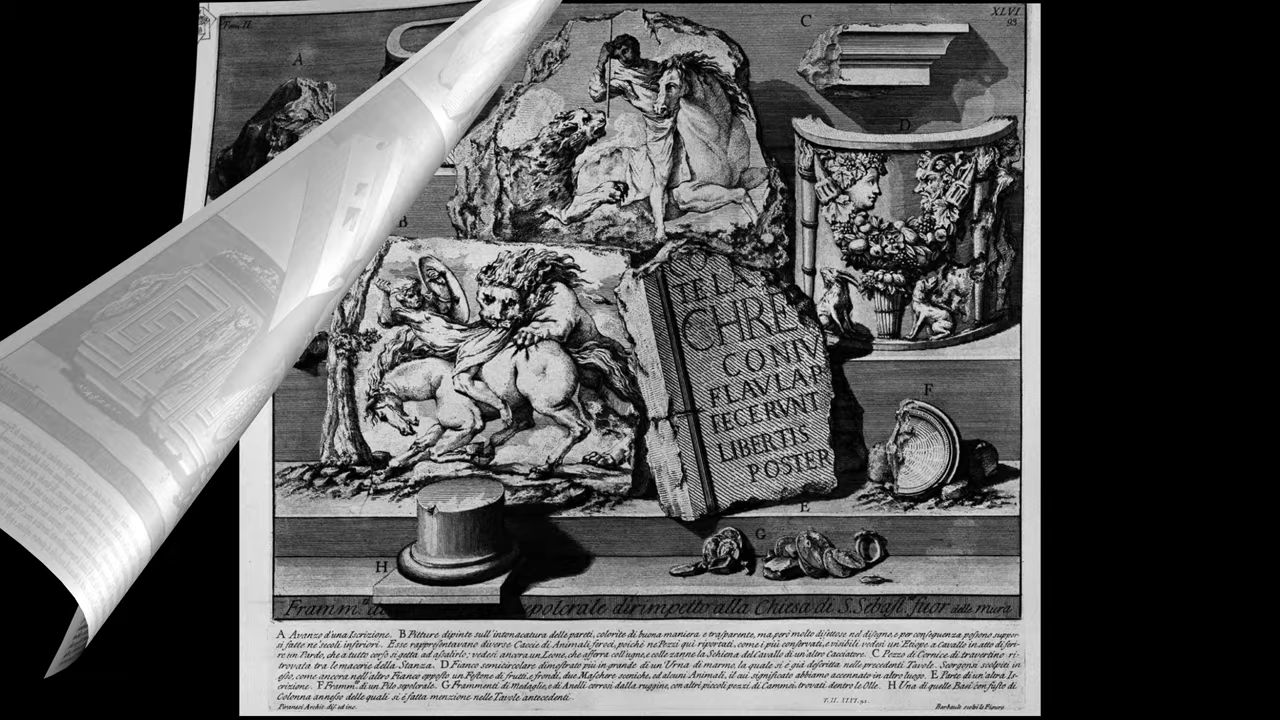 Tom. II.
XLVI
93
A
C
D
B
TE LA
CHRE
CONIV
FLAVLAP
FECERVNT
LIBERTIS
POSTER
F
E
G
H
Framm.ti epolcrale dirimpetto alla Chiesa di S. Sebast.no fuor delle mura
A Avanzo d'una Iscrizione. B Pitture dipinte sull'intonacatura delle pareti, colorite di buona maniera e trasparente, ma però molto difettose nel disegno, e per conseguenza possono suppor-
si fatte ne' secoli inferiori. Esse rappresentavano diverse Caccie di Animali feroci, poichè ne' Pezzi qui riportati, come i più conservati, e visibili vedesi un'Etiope a Cavallo in atto di feri-
re un Pardo, che a tutto corso si getta ad assalirlo; vedesi ancora un Leone, che afferra coll'ugne, e colle zanne sulla Schiena del Cavallo di un'altro Cacciatore. C Pezzo di Cornice di travertino ri-
trovata tra le macerie della Stanza. D Fianco semicircolare dimostrato più in grande di un'Urna di marmo, la quale si è già descritta nelle precedenti Tavole. Scorgonsi scolpiti in
esso, come ancora nel altro Fianco opposto un Festone di frutti, e frondi, due Maschere sceniche, ed alcuni Animali, il cui significato abbiamo accennato in altro luogo. E Parte di un'altra Is-
crizione. F Framm. di un Pilo sepolcrale. G Frammenti di Medaglie, e di Anelli corrosi dalla ruggine, con altri piccoli pezzi di Cammei trovati dentro le Olle. H Una di quelle Basi con fusto di
Colonna annesso delle quali si è fatta menzione nelle Tavole antecedenti.
Piranesi Archit. dis. ed inc.
Barbault scolpì le Figure.